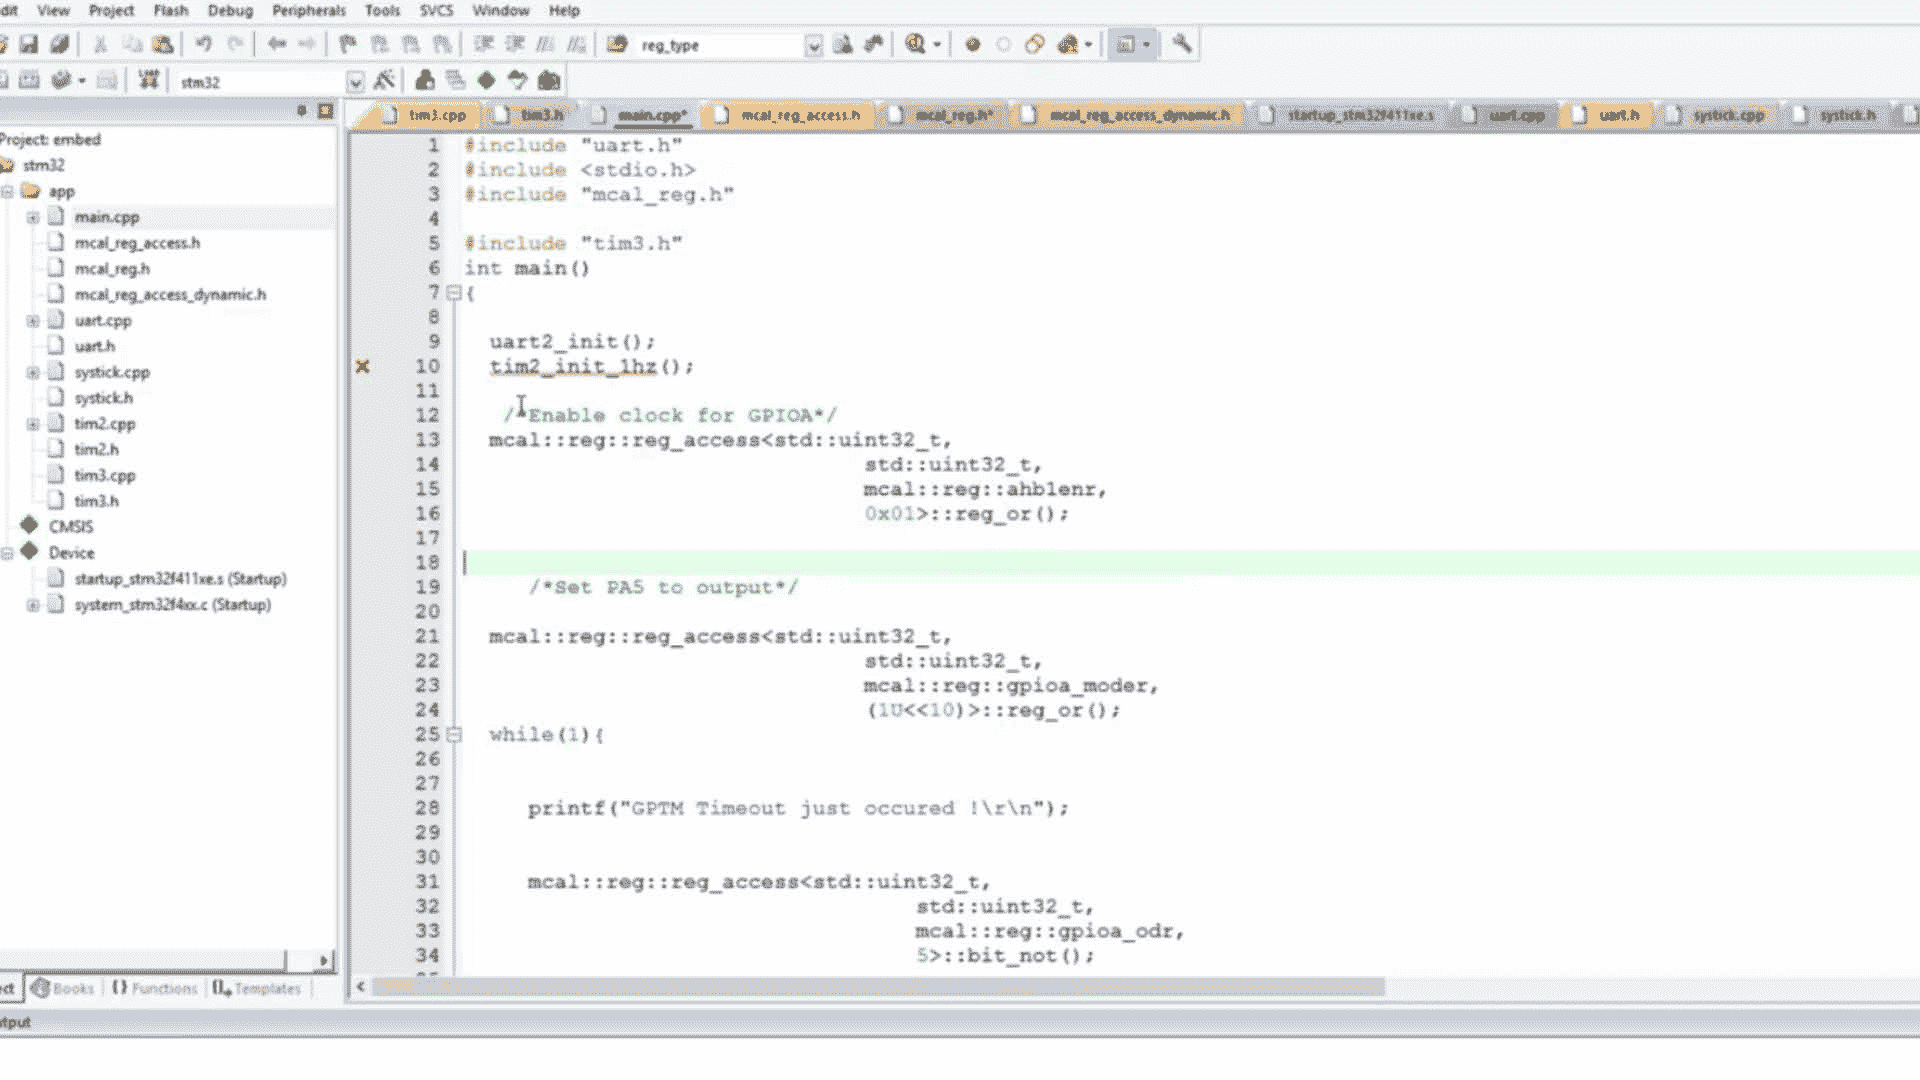 dit View Project Flash Debug Peripherals Tools SVCS Window Help
reg_type
stm32
tim3.cpp tim3.h main.cpp* mcal_reg_access.h mcal_reg.h* mcal_reg_access_dynamic.h startup_stm32f411xe.s uart.cpp uart.h systick.cpp systick.h
Project: embed
stm32
app
main.cpp
mcal_reg_access.h
mcal_reg.h
mcal_reg_access_dynamic.h
uart.cpp
uart.h
systick.cpp
systick.h
tim2.cpp
tim2.h
tim3.cpp
tim3.h
CMSIS
Device
startup_stm32f411xe.s (Startup)
system_stm32f4xx.c (Startup)
ect Books {} Functions Templates
utput
1 #include "uart.h"
2 #include <stdio.h>
3 #include "mcal_reg.h"
4
5 #include "tim3.h"
6 int main()
7 {
8
9 uart2_init();
10 tim2_init_1hz();
11
12 /*Enable clock for GPIOA*/
13 mcal::reg::reg_access<std::uint32_t,
14 std::uint32_t,
15 mcal::reg::ahb1enr,
16 0x01>::reg_or();
17
18
19 /*Set PA5 to output*/
20
21 mcal::reg::reg_access<std::uint32_t,
22 std::uint32_t,
23 mcal::reg::gpioa_moder,
24 (1U<<10)>::reg_or();
25 while(1){
26
27
28 printf("GPTM Timeout just occured !\r\n");
29
30
31 mcal::reg::reg_access<std::uint32_t,
32 std::uint32_t,
33 mcal::reg::gpioa_odr,
34 5>::bit_not();